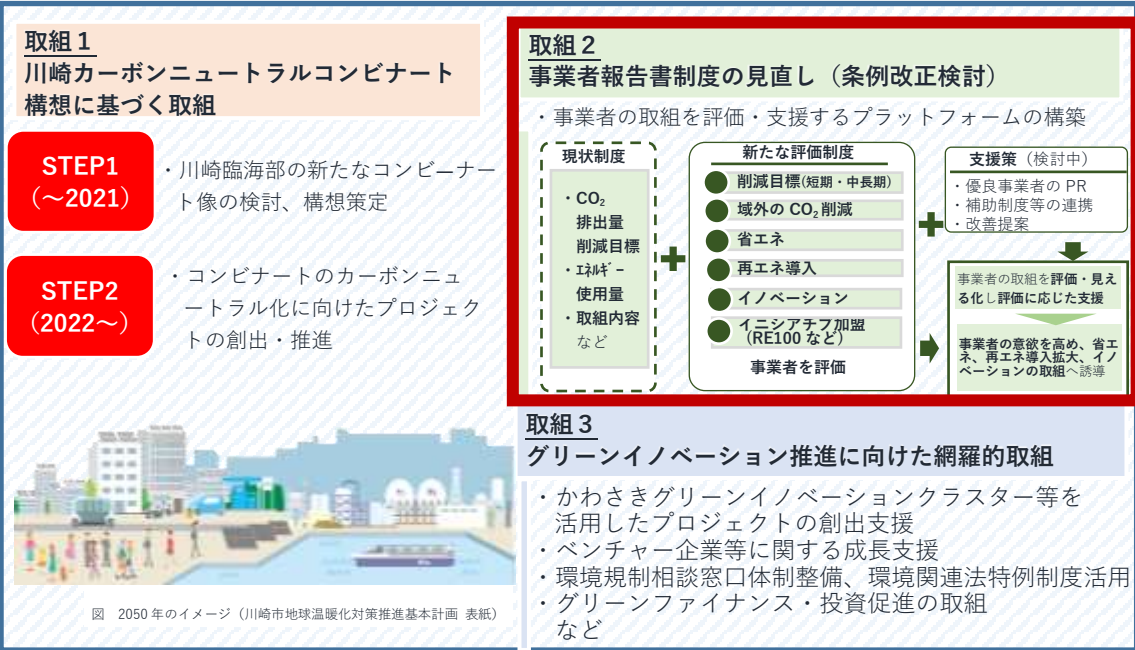 取組１
川崎カーボンニュートラルコンビナート
構想に基づく取組
STEP1
（～2021）
・川崎臨海部の新たなコンビーナー
ト像の検討、構想策定
STEP2
（2022～）
・コンビナートのカーボンニュ
ートラル化に向けたプロジェク
トの創出・推進
図　2050 年のイメージ（川崎市地球温暖化対策推進基本計画 表紙）
取組２
事業者報告書制度の見直し（条例改正検討）
・事業者の取組を評価・支援するプラットフォームの構築
現状制度
・CO₂
排出量
削減目標
・ｴﾈﾙｷﾞｰ
使用量
・取組内容
など
新たな評価制度
削減目標(短期・中長期)
域外の CO₂ 削減
省エネ
再エネ導入
イノベーション
イニシアチブ加盟
（RE100 など）
事業者を評価
支援策（検討中）
・優良事業者の PR
・補助制度等の連携
・改善提案
事業者の取組を評価・見え
る化し評価に応じた支援
事業者の意欲を高め、省エ
ネ、再エネ導入拡大、イノ
ベーションの取組へ誘導
取組３
グリーンイノベーション推進に向けた網羅的取組
・かわさきグリーンイノベーションクラスター等を
活用したプロジェクトの創出支援
・ベンチャー企業等に関する成長支援
・環境規制相談窓口体制整備、環境関連法特例制度活用
・グリーンファイナンス・投資促進の取組
など